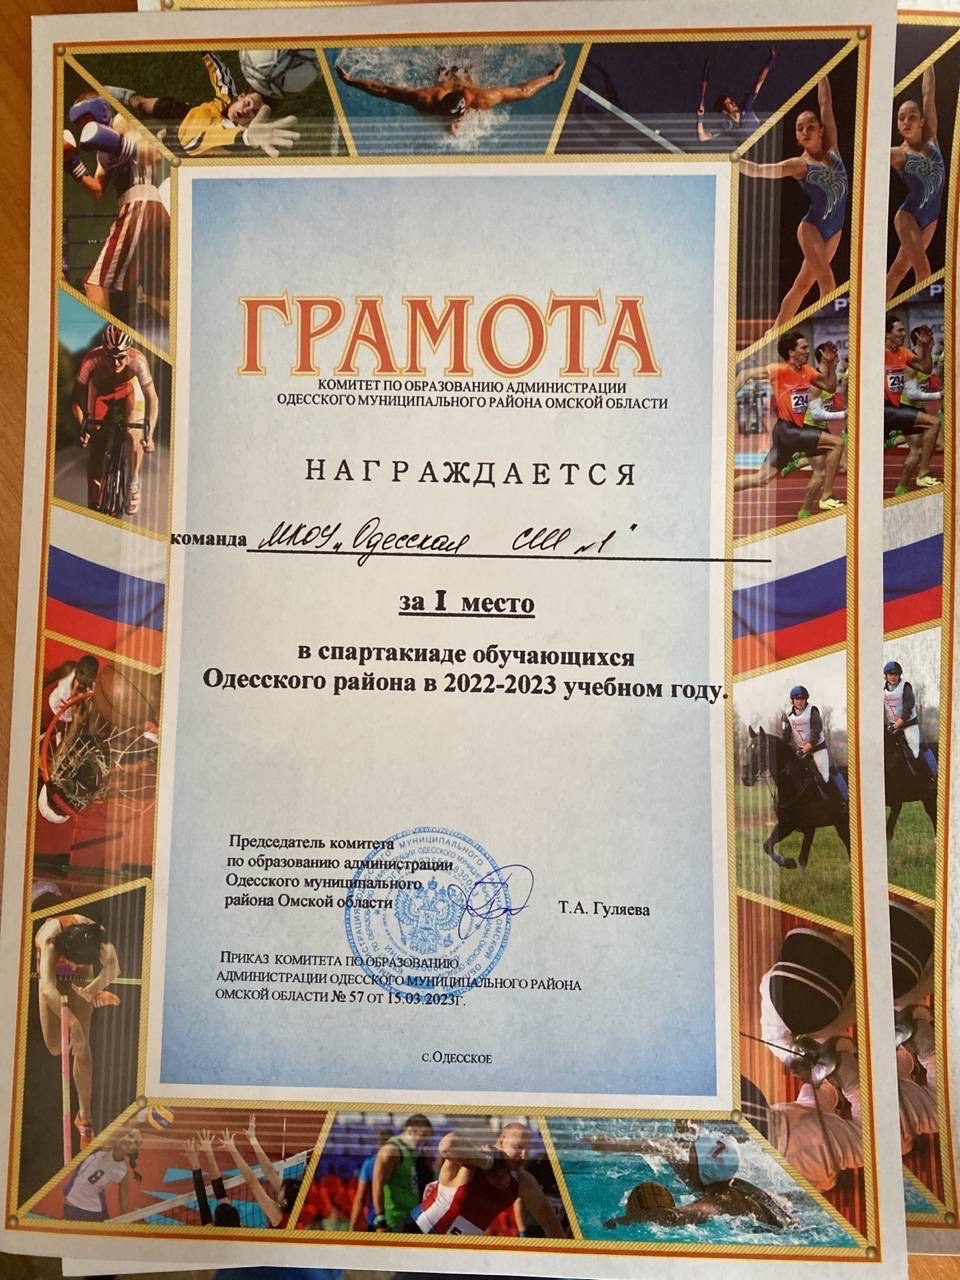 ГРАМОТА
КОМИТЕТ ПО ОБРАЗОВАНИЮ АДМИНИСТРАЦИИ
ОДЕССКОГО МУНИЦИПАЛЬНОГО РАЙОНА ОМСКОЙ ОБЛАСТИ
НАГРАЖДАЕТСЯ
команда МКОУ „Одесская СШ №1"
за I место
в спартакиаде обучающихся
Одесского района в 2022-2023 учебном году.
Председатель комитета
по образованию администрации
Одесского муниципального
района Омской области
Т.А. Гуляева
ПРИКАЗ КОМИТЕТА ПО ОБРАЗОВАНИЮ
АДМИНИСТРАЦИИ ОДЕССКОГО МУНИЦИПАЛЬНОГО РАЙОНА
ОМСКОЙ ОБЛАСТИ № 57 ОТ 15.03.2023г.
С.ОДЕССКОЕ